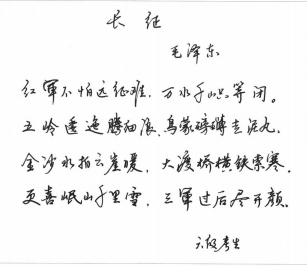 长征
毛泽东
红軍不怕远征难，万水千山只等闲。
五岭逶迤腾细浪，乌蒙磅礴走泥丸。
金沙水拍云崖暖，大渡桥横铁索寒。
更喜岷山千里雪，三軍过后尽开颜。
六级考生